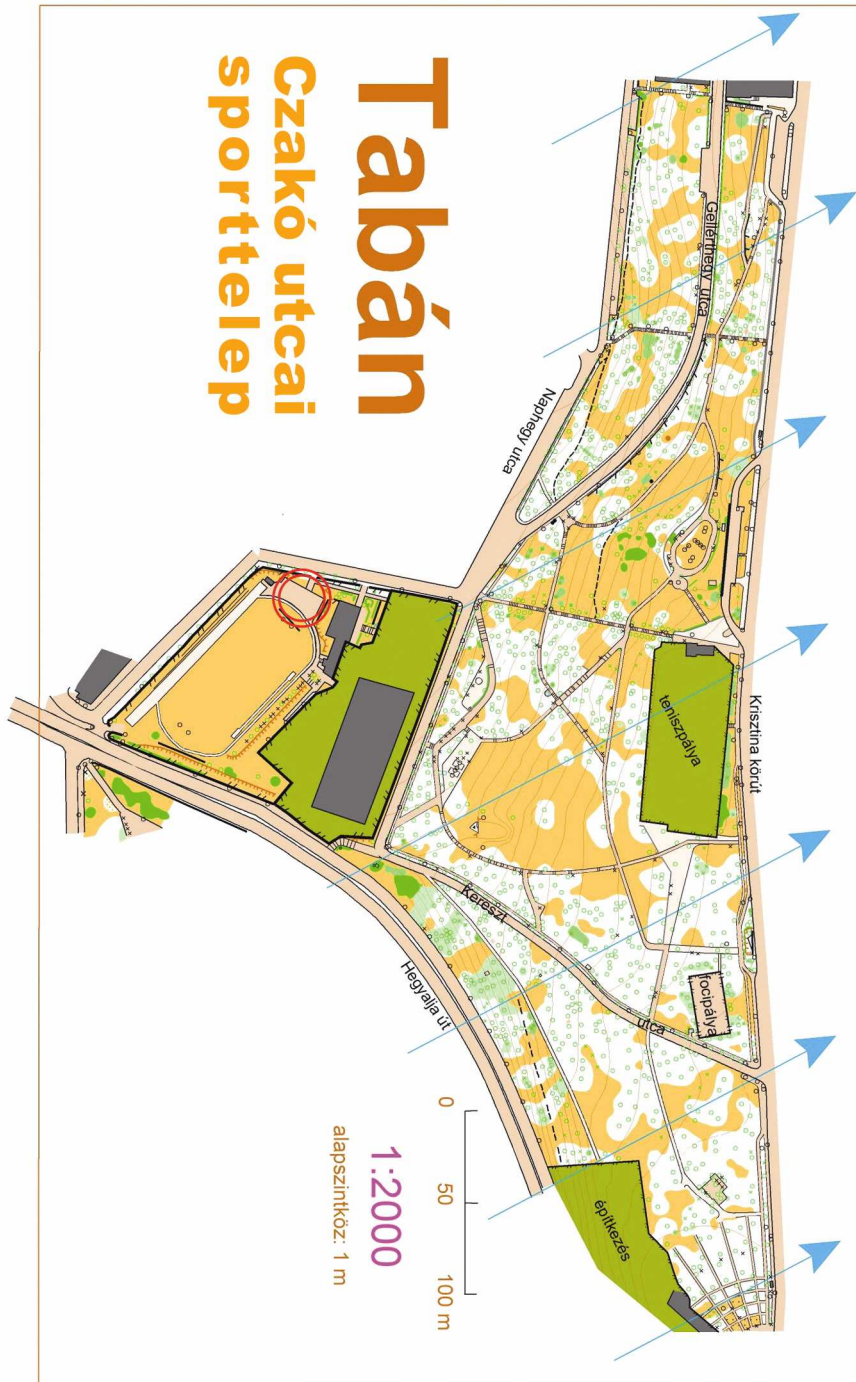 Tabán
Czakó utcai
sporttelep
Gellérthegy utca
Naphegy utca
Krisztina körút
teniszpálya
Kereszt
utca
focipálya
Hegyalja út
építkezés
0 50 100 m
1:2000
alapszintköz: 1 m